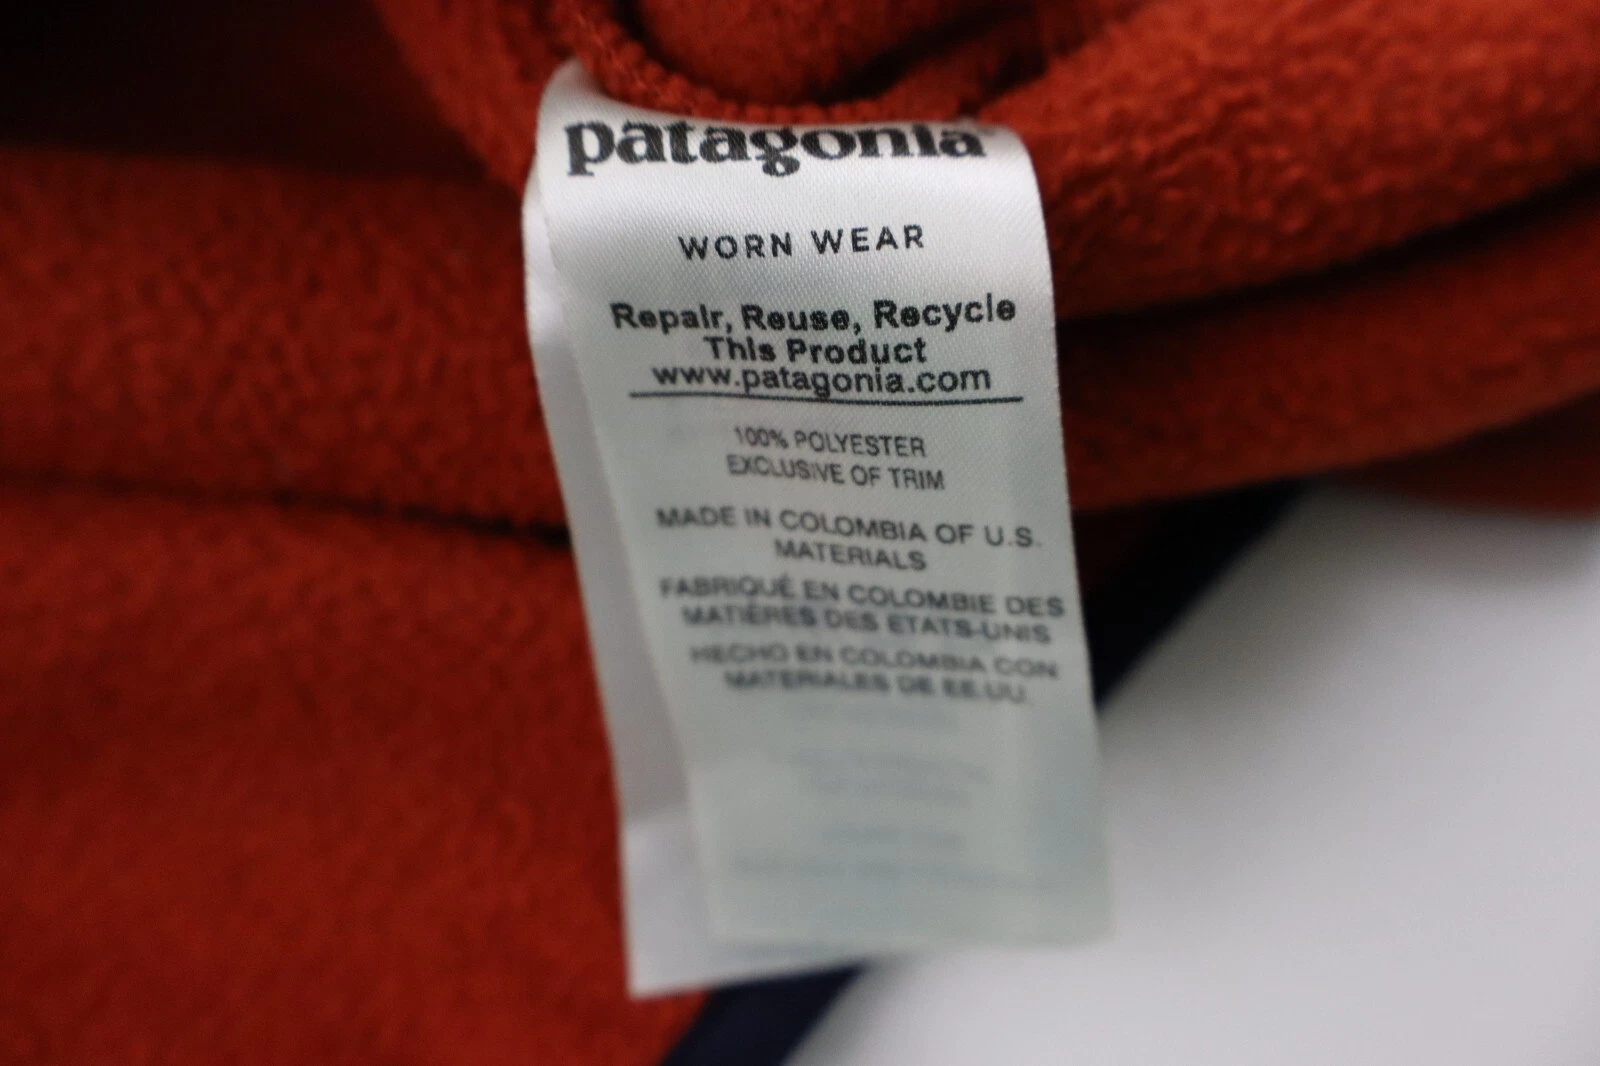 patagonia
WORN WEAR
Repair, Reuse, Recycle
This Product
www.patagonia.com
100% POLYESTER
EXCLUSIVE OF TRIM
MADE IN COLOMBIA OF U.S.
MATERIALS
FABRIQUÉ EN COLOMBIE DES
MATIÈRES DES ETATS-UNIS
HECHO EN COLOMBIA CON
MATERIALES DE EE.UU.